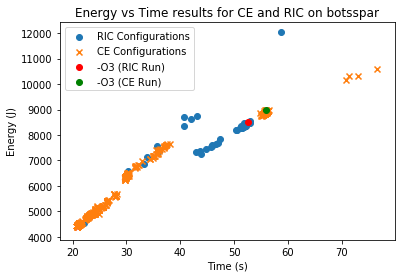 Energy vs Time results for CE and RIC on botsspar
RIC Configurations
CE Configurations
-O3 (RIC Run)
-O3 (CE Run)
Energy (J)
12000
11000
10000
9000
8000
7000
6000
5000
4000
20 30 40 50 60 70
Time (s)